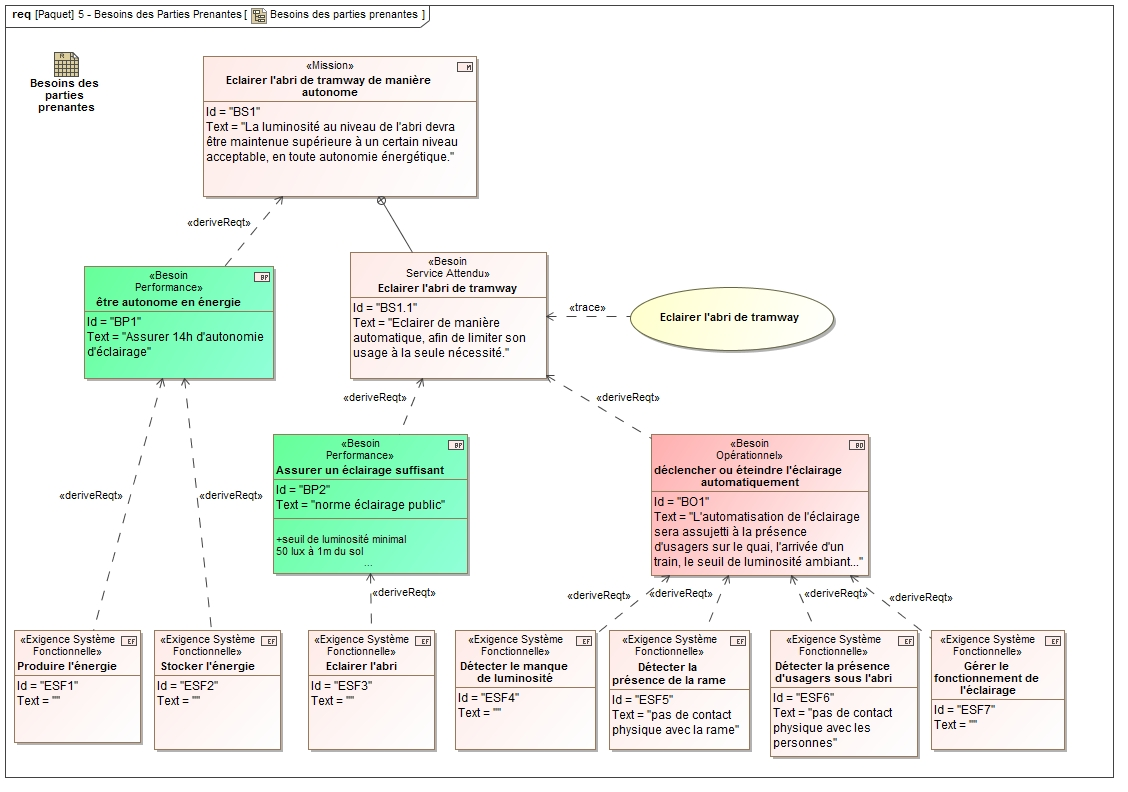 req [Paquet] 5 - Besoins des Parties Prenantes [ Besoins des parties prenantes ]
Besoins des
parties
prenantes
«Mission»
Eclairer l'abri de tramway de manière
autonome
Id = "BS1"
Text = "La luminosité au niveau de l'abri devra
être maintenue supérieure à un certain niveau
acceptable, en toute autonomie énergétique."
«deriveReqt»
«Besoin
Performance»
être autonome en énergie
Id = "BP1"
Text = "Assurer 14h d'autonomie
d'éclairage"
«Besoin
Service Attendu»
Eclairer l'abri de tramway
Id = "BS1.1"
Text = "Eclairer de manière
automatique, afin de limiter son
usage à la seule nécessité."
«trace»
Eclairer l'abri de tramway
«deriveReqt»
«deriveReqt»
«Besoin
Performance»
Assurer un éclairage suffisant
Id = "BP2"
Text = "norme éclairage public"
+seuil de luminosité minimal
50 lux à 1m du sol
...
«Besoin
Opérationnel»
déclencher ou éteindre l'éclairage
automatiquement
Id = "BO1"
Text = "L'automatisation de l'éclairage
sera assujetti à la présence
d'usagers sur le quai, l'arrivée d'un
train, le seuil de luminosité ambiant..."
«deriveReqt»
«deriveReqt»
«deriveReqt»
«deriveReqt»
«deriveReqt»
«deriveReqt»
«deriveReqt»
«Exigence Système
Fonctionnelle»
Produire l'énergie
Id = "ESF1"
Text = ""
«Exigence Système
Fonctionnelle»
Stocker l'énergie
Id = "ESF2"
Text = ""
«Exigence Système
Fonctionnelle»
Eclairer l'abri
Id = "ESF3"
Text = ""
«Exigence Système
Fonctionnelle»
Détecter le manque
de luminosité
Id = "ESF4"
Text = ""
«Exigence Système
Fonctionnelle»
Détecter la
présence de la rame
Id = "ESF5"
Text = "pas de contact
physique avec la rame"
«Exigence Système
Fonctionnelle»
Détecter la présence
d'usagers sous l'abri
Id = "ESF6"
Text = "pas de contact
physique avec les
personnes"
«Exigence Système
Fonctionnelle»
Gérer le
fonctionnement de
l'éclairage
Id = "ESF7"
Text = ""